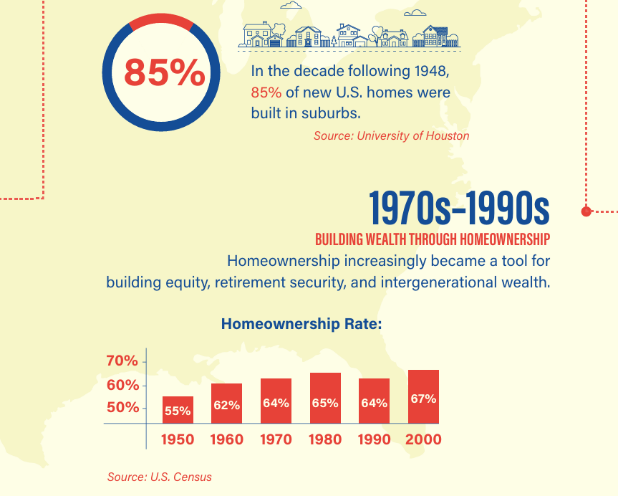 85%
In the decade following 1948,
85% of new U.S. homes were
built in suburbs.
Source: University of Houston
1970s–1990s
BUILDING WEALTH THROUGH HOMEOWNERSHIP
Homeownership increasingly became a tool for
building equity, retirement security, and intergenerational wealth.
Homeownership Rate:
70%
60%
50%
55% 62% 64% 65% 64% 67%
1950 1960 1970 1980 1990 2000
Source: U.S. Census